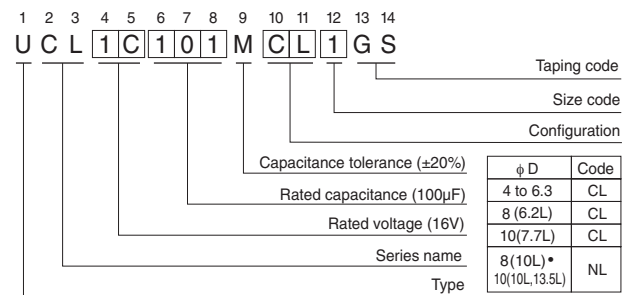 1 2 3 4 5 6 7 8 9 10 11 12 13 14
U C L 1 C 1 0 1 M C L 1 G S
Taping code
Size code
Configuration
Capacitance tolerance (±20%)
Rated capacitance (100µF)
Rated voltage (16V)
Series name
Type
ϕ D Code
4 to 6.3 CL
8 (6.2L) CL
10(7.7L) CL
8(10L)• NL
10(10L,13.5L)